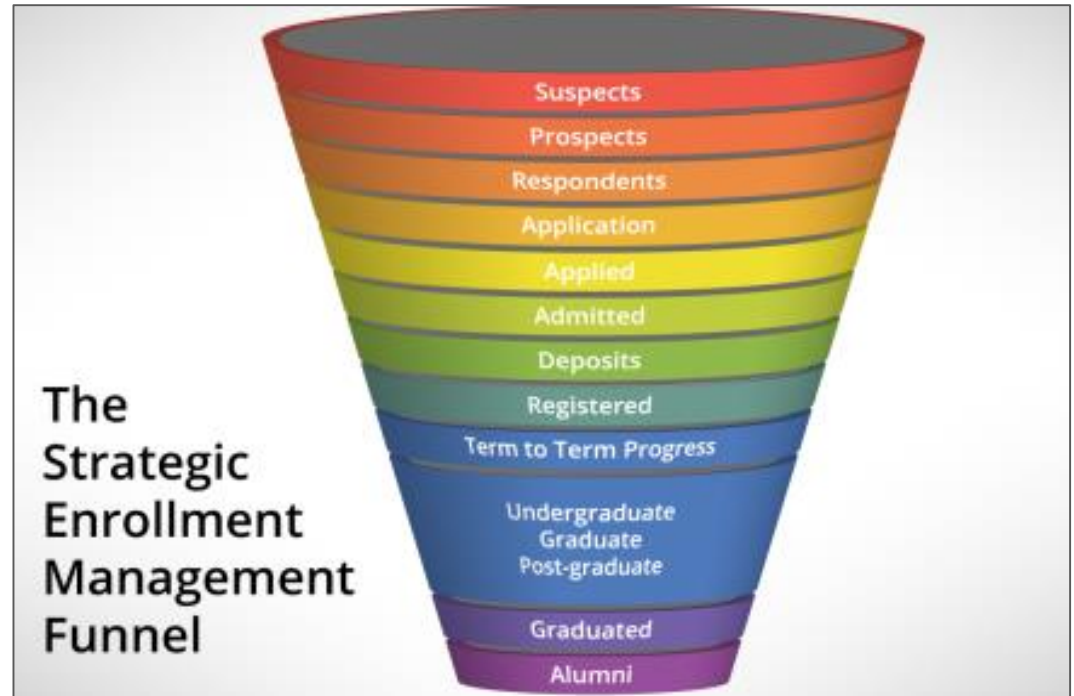 Suspects
Prospects
Respondents
Application
Applied
Admitted
Deposits
Registered
Term to Term Progress
Undergraduate
Graduate
Post-graduate
Graduated
Alumni
The
Strategic
Enrollment
Management
Funnel